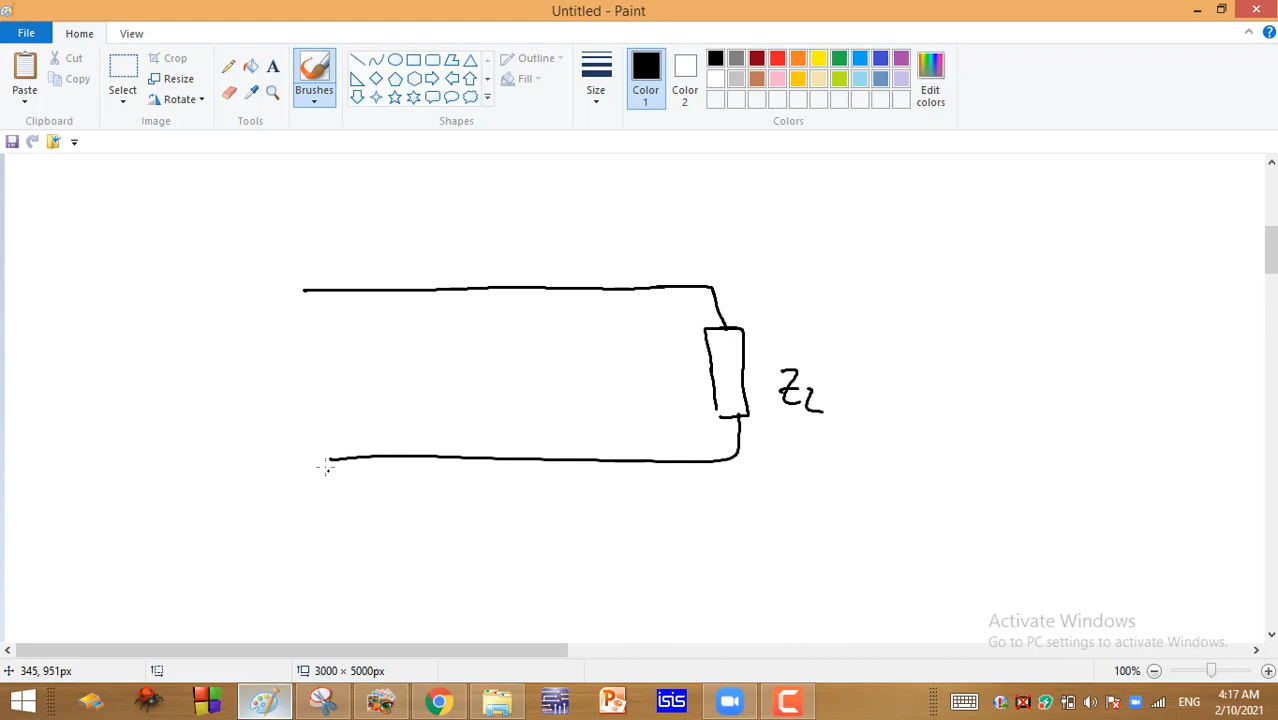 Untitled - Paint
File
Home
View
Paste
Cut
Copy
Clipboard
Select
Crop
Resize
Rotate
Image
Tools
Brushes
Outline
Fill
Shapes
Size
Color 1
Color 2
Edit colors
Colors
ZL
Activate Windows
Go to PC settings to activate Windows.
345, 951px
3000 × 5000px
100%
isis
ENG
4:17 AM
2/10/2021